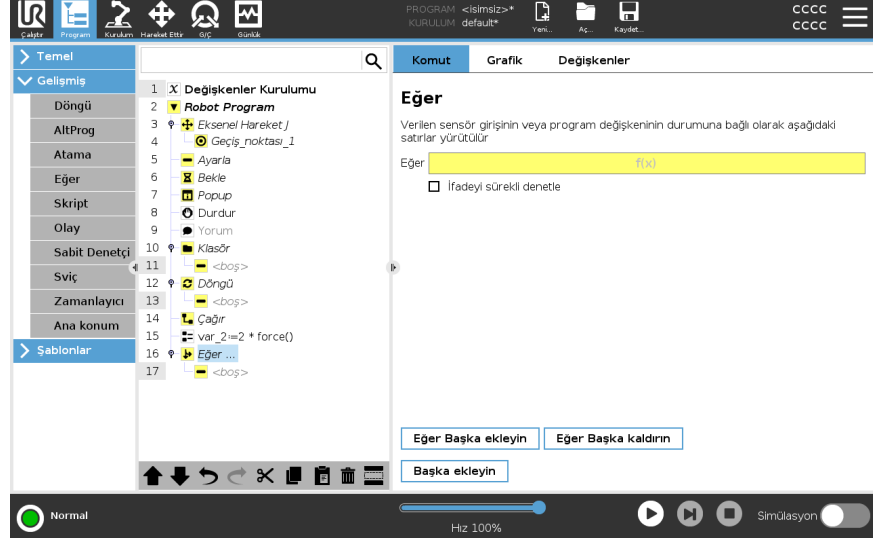 UR
Çalıştır Program Kurulum Hareket Ettir G/Ç Günlük
PROGRAM <isimsiz>*
KURULUM default*
Yeni... Aç... Kaydet...
CCCC
CCCC
Temel
Gelişmiş
Döngü
AltProg
Atama
Eğer
Skript
Olay
Sabit Denetçi
Sviç
Zamanlayıcı
Ana konum
Şablonlar
1 X Değişkenler Kurulumu
2 Robot Program
3 Eksenel Hareket J
4 Geçiş_noktası_1
5 Ayarla
6 Bekle
7 Popup
8 Durdur
9 Yorum
10 Klasör
11 <boş>
12 Döngü
13 <boş>
14 Çağır
15 var_2≔2 * force()
16 Eğer ...
17 <boş>
Komut Grafik Değişkenler
Eğer
Verilen sensör girişinin veya program değişkeninin durumuna bağlı olarak aşağıdaki
satırlar yürütülür
Eğer f(x)
İfadeyi sürekli denetle
Eğer Başka ekleyin Eğer Başka kaldırın
Başka ekleyin
Normal
Hız 100%
Simülasyon